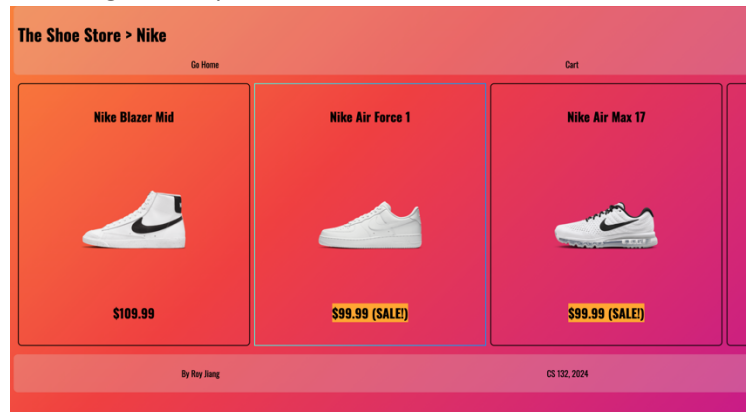 The Shoe Store > Nike
Go Home Cart
Nike Blazer Mid Nike Air Force 1 Nike Air Max 17
$109.99 $99.99 (SALE!) $99.99 (SALE!)
By Roy Jiang CS 132, 2024